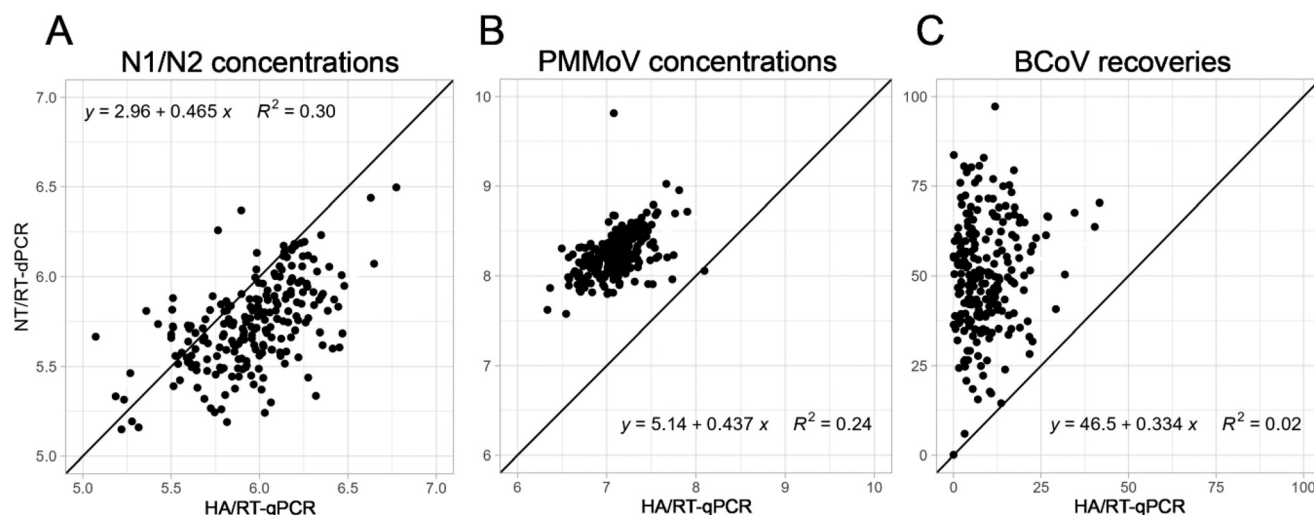 A
N1/N2 concentrations
y = 2.96 + 0.465 x R² = 0.30
7.0
6.5
6.0
5.5
5.0
NT/RT-dPCR
5.0 5.5 6.0 6.5 7.0
HA/RT-qPCR
B
PMMoV concentrations
10
9
8
7
6
y = 5.14 + 0.437 x R² = 0.24
6 7 8 9 10
HA/RT-qPCR
C
BCoV recoveries
100
75
50
25
0
y = 46.5 + 0.334 x R² = 0.02
0 25 50 75 100
HA/RT-qPCR